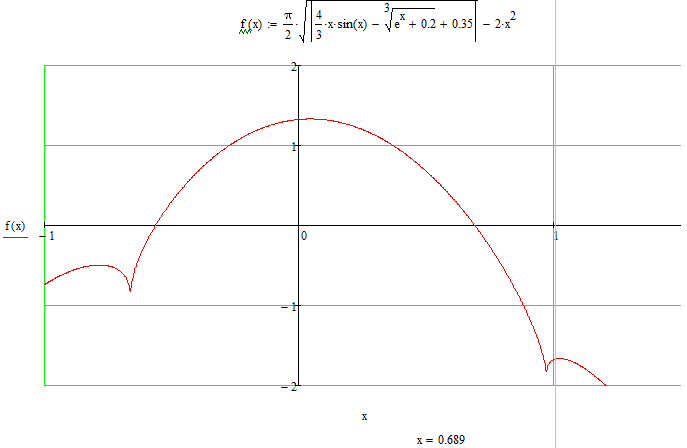 f(x) := π/2·√|4/3·x·sin(x) − ∛(eˣ + 0.2) + 0.35| − 2·x²
2
1
f(x)
−1 0 1
−1
−2
x
x = 0.689